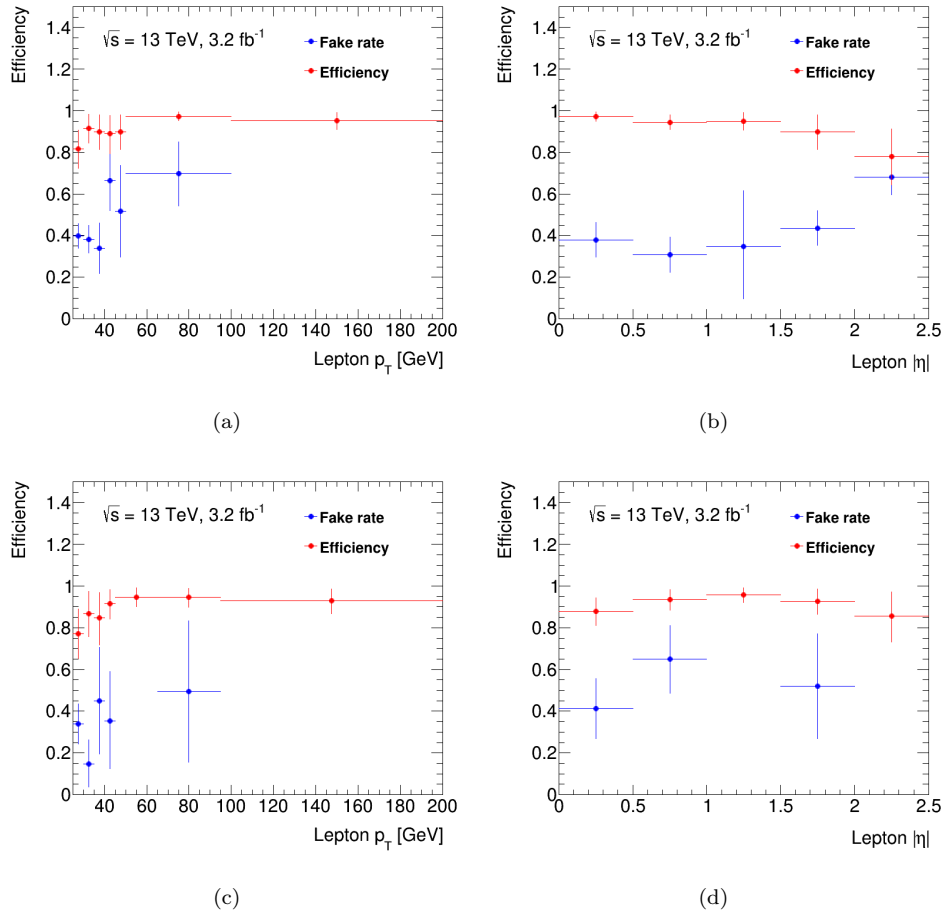 Efficiency
1.4
1.2
1
0.8
0.6
0.4
0.2
0
√s = 13 TeV, 3.2 fb⁻¹
Fake rate
Efficiency
40 60 80 100 120 140 160 180 200
Lepton p_T [GeV]
(a)
Efficiency
1.4
1.2
1
0.8
0.6
0.4
0.2
0
√s = 13 TeV, 3.2 fb⁻¹
Fake rate
Efficiency
0 0.5 1 1.5 2 2.5
Lepton |η|
(b)
Efficiency
1.4
1.2
1
0.8
0.6
0.4
0.2
0
√s = 13 TeV, 3.2 fb⁻¹
Fake rate
Efficiency
40 60 80 100 120 140 160 180 200
Lepton p_T [GeV]
(c)
Efficiency
1.4
1.2
1
0.8
0.6
0.4
0.2
0
√s = 13 TeV, 3.2 fb⁻¹
Fake rate
Efficiency
0 0.5 1 1.5 2 2.5
Lepton |η|
(d)